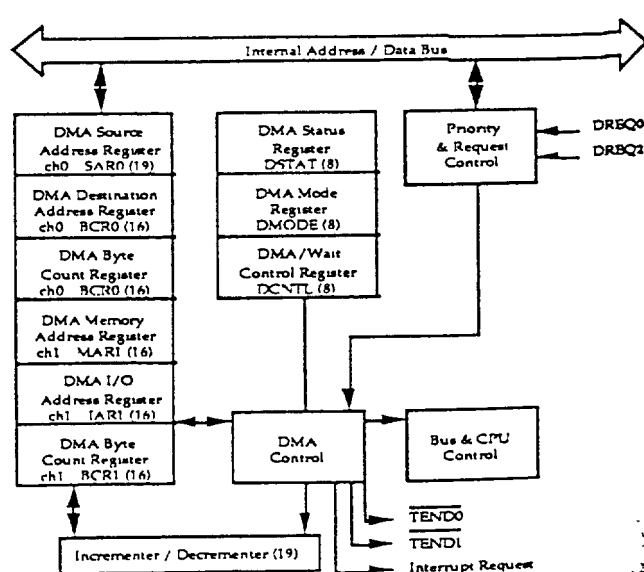 Internal Address / Data Bus
DMA Source
Address Register
ch0 SAR0 (19)
DMA Destination
Address Register
ch0 BCR0 (16)
DMA Byte
Count Register
ch0 BCR0 (16)
DMA Memory
Address Register
ch1 MAR1 (16)
DMA I/O
Address Register
ch1 IAR1 (16)
DMA Byte
Count Register
ch1 BCR1 (16)
DMA Status
Register
DSTAT (8)
DMA Mode
Register
DMODE (8)
DMA/Wait
Control Register
DCNTL (8)
Priority
& Request
Control
DREQ0
DREQ2
DMA
Control
Bus & CPU
Control
TEND0
TEND1
Interrupt Request
Incrementer / Decrementer (19)